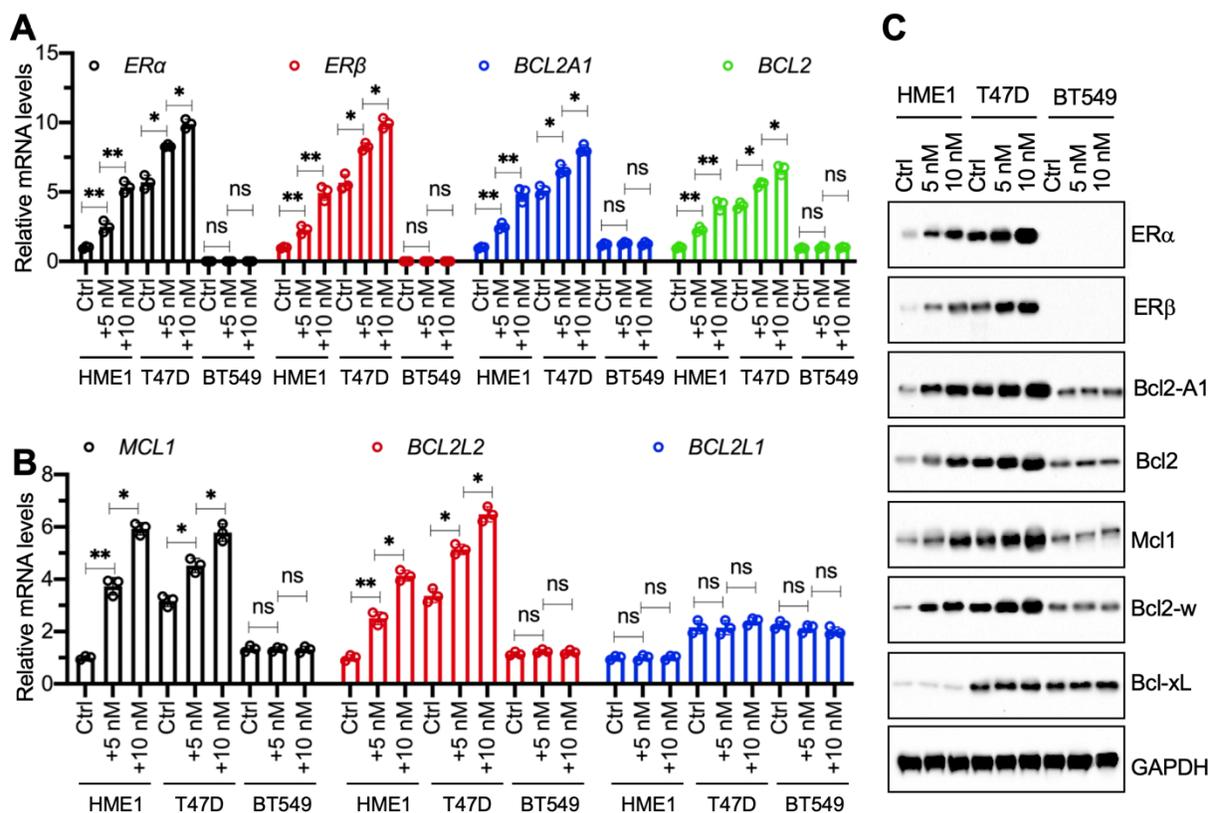 A
ERα ERβ BCL2A1 BCL2
Relative mRNA levels
15
10
5
0
** ** * * ns ns ** ** * * ns ns ** ** * * ns ns ** ** * * ns ns
Ctrl +5 nM +10 nM Ctrl +5 nM +10 nM Ctrl +5 nM +10 nM Ctrl +5 nM +10 nM Ctrl +5 nM +10 nM Ctrl +5 nM +10 nM Ctrl +5 nM +10 nM Ctrl +5 nM +10 nM Ctrl +5 nM +10 nM Ctrl +5 nM +10 nM Ctrl +5 nM +10 nM Ctrl +5 nM +10 nM
HME1 T47D BT549 HME1 T47D BT549 HME1 T47D BT549 HME1 T47D BT549
B
MCL1 BCL2L2 BCL2L1
Relative mRNA levels
8
6
4
2
0
** * * * ns ns ** * * * ns ns ns ns ns ns ns ns
Ctrl +5 nM +10 nM Ctrl +5 nM +10 nM Ctrl +5 nM +10 nM Ctrl +5 nM +10 nM Ctrl +5 nM +10 nM Ctrl +5 nM +10 nM Ctrl +5 nM +10 nM Ctrl +5 nM +10 nM Ctrl +5 nM +10 nM
HME1 T47D BT549 HME1 T47D BT549 HME1 T47D BT549
C
HME1 T47D BT549
Ctrl 5 nM 10 nM Ctrl 5 nM 10 nM Ctrl 5 nM 10 nM
ERα
ERβ
Bcl2-A1
Bcl2
Mcl1
Bcl2-w
Bcl-xL
GAPDH